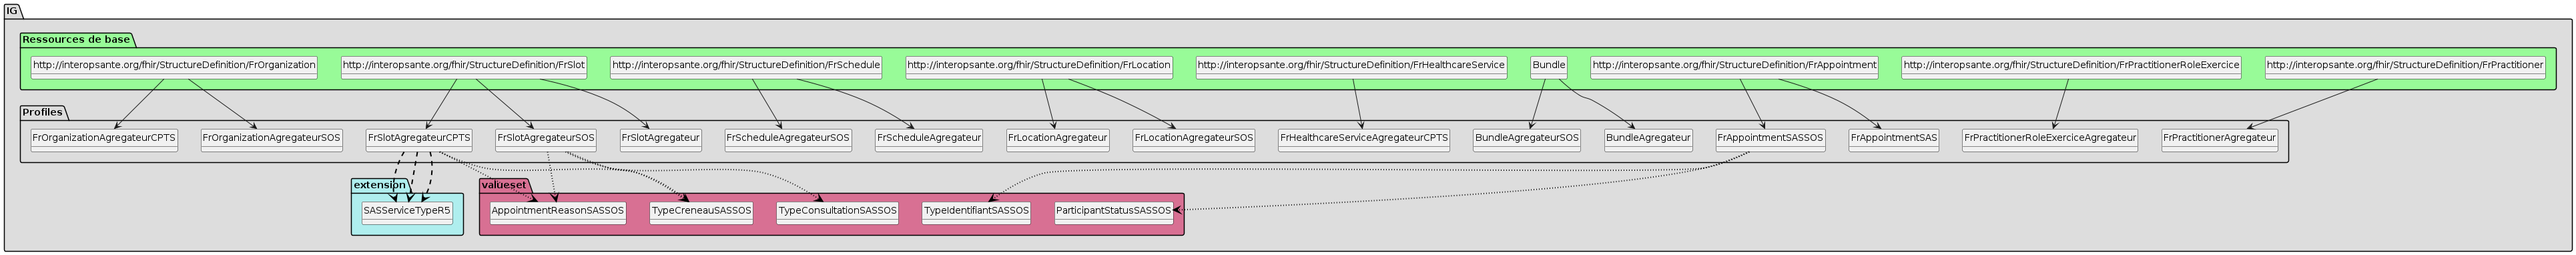 IG
Ressources de base
http://interopsante.org/fhir/StructureDefinition/FrOrganization
http://interopsante.org/fhir/StructureDefinition/FrSlot
http://interopsante.org/fhir/StructureDefinition/FrSchedule
http://interopsante.org/fhir/StructureDefinition/FrLocation
http://interopsante.org/fhir/StructureDefinition/FrHealthcareService
Bundle
http://interopsante.org/fhir/StructureDefinition/FrAppointment
http://interopsante.org/fhir/StructureDefinition/FrPractitionerRoleExercice
http://interopsante.org/fhir/StructureDefinition/FrPractitioner
Profiles
FrOrganizationAgregateurCPTS
FrOrganizationAgregateurSOS
FrSlotAgregateurCPTS
FrSlotAgregateurSOS
FrSlotAgregateur
FrScheduleAgregateurSOS
FrScheduleAgregateur
FrLocationAgregateur
FrLocationAgregateurSOS
FrHealthcareServiceAgregateurCPTS
BundleAgregateurSOS
BundleAgregateur
FrAppointmentSASSOS
FrAppointmentSAS
FrPractitionerRoleExerciceAgregateur
FrPractitionerAgregateur
extension
SASServiceTypeR5
valueset
AppointmentReasonSASSOS
TypeCreneauSASSOS
TypeConsultationSASSOS
TypeIdentifiantSASSOS
ParticipantStatusSASSOS